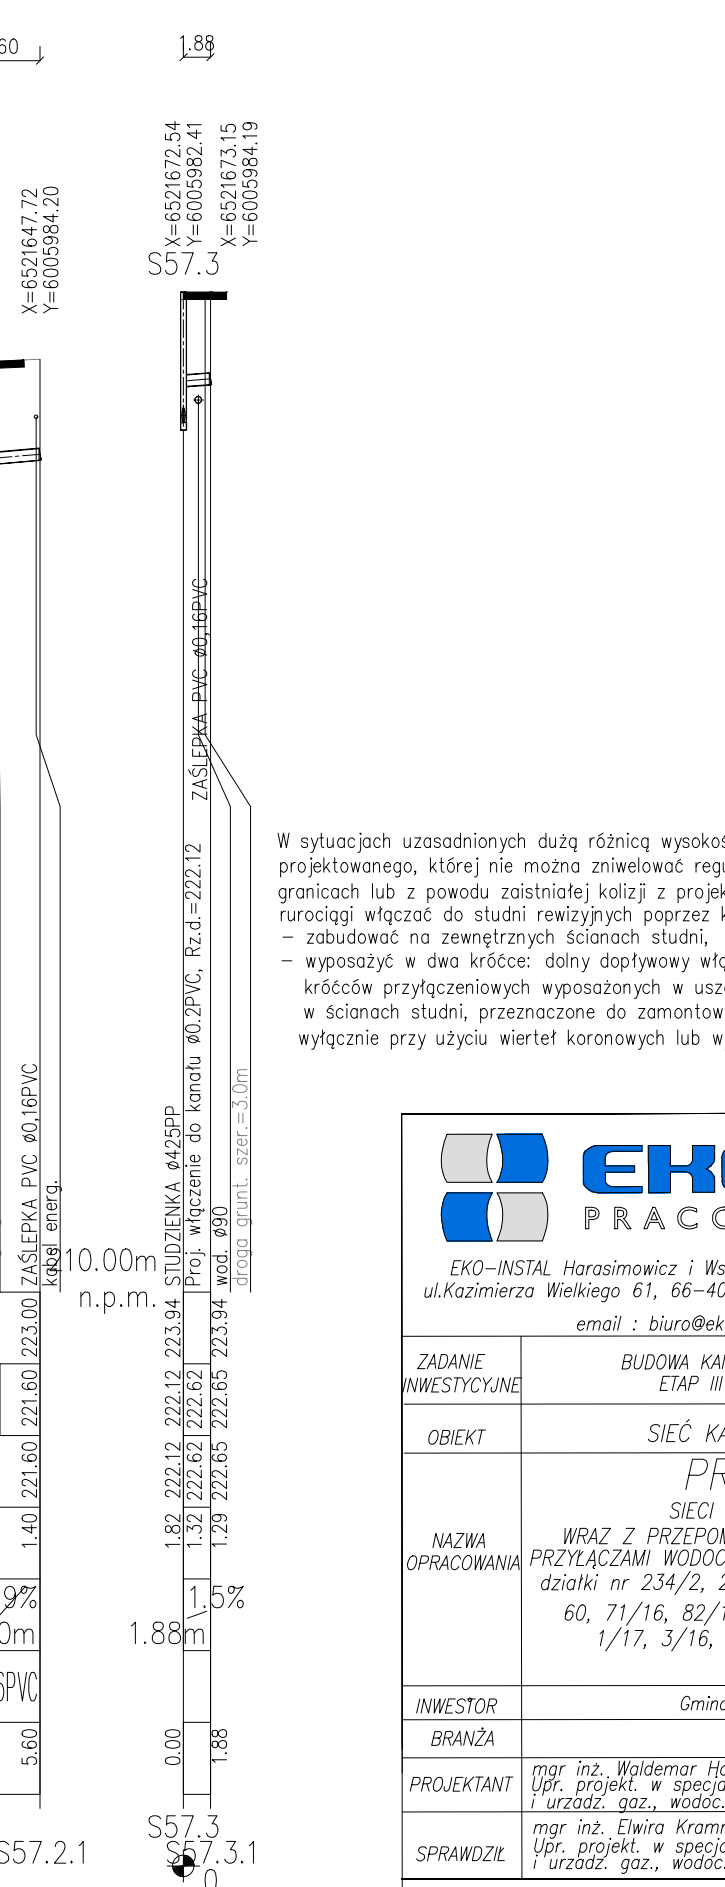 60
1.88
X=6521647.72
Y=6005984.20
X=6521672.54
Y=6005982.41
X=6521673.15
Y=6005984.19
S57.3
ZAŚLEPKA PVC ø0,16PVC
Proj. włączenie do kanału ø0.2PVC, Rz.d.=222.12
STUDZIENKA ø425PP
wod. ø90
droga grunt. szer.=3.0m
ZAŚLEPKA PVC ø0,16PVC
kabel energ.
210.00m
n.p.m.
223.00
223.94
223.94
221.60
222.12
222.62
222.65
221.60
222.12
222.62
222.65
1.40
1.82
1.32
1.29
9%
1.5%
0m
1.88m
6PVC
5.60
0.00
1.88
S57.3
S57.2.1
S57.3.1
0
W sytuacjach uzasadnionych dużą różnicą wysokoś
projektowanego, której nie można zniwelować regu
granicach lub z powodu zaistniałej kolizji z projek
rurociągi włączać do studni rewizyjnych poprzez k
– zabudować na zewnętrznych ścianach studni,
– wyposażyć w dwa króćce: dolny dopływowy włą
króćców przyłączeniowych wyposażonych w usz
w ścianach studni, przeznaczone do zamontow
wyłącznie przy użyciu wierteł koronowych lub w
EKO
PRACO
EKO–INSTAL Harasimowicz i Ws
ul.Kazimierza Wielkiego 61, 66–40
email : biuro@ek
ZADANIE
INWESTYCYJNE
BUDOWA KAN
ETAP III
OBIEKT
SIEĆ KA
NAZWA
OPRACOWANIA
PR
SIECI
WRAZ Z PRZEPOM
PRZYŁĄCZAMI WODOC
działki nr 234/2, 2
60, 71/16, 82/1
1/17, 3/16,
INWESTOR
Gmina
BRANŻA
PROJEKTANT
mgr inż. Waldemar Ha
Upr. projekt. w specja
i urządz. gaz., wodoc.
SPRAWDZIŁ
mgr inż. Elwira Kramr
Upr. projekt. w specja
i urządz. gaz., wodoc.